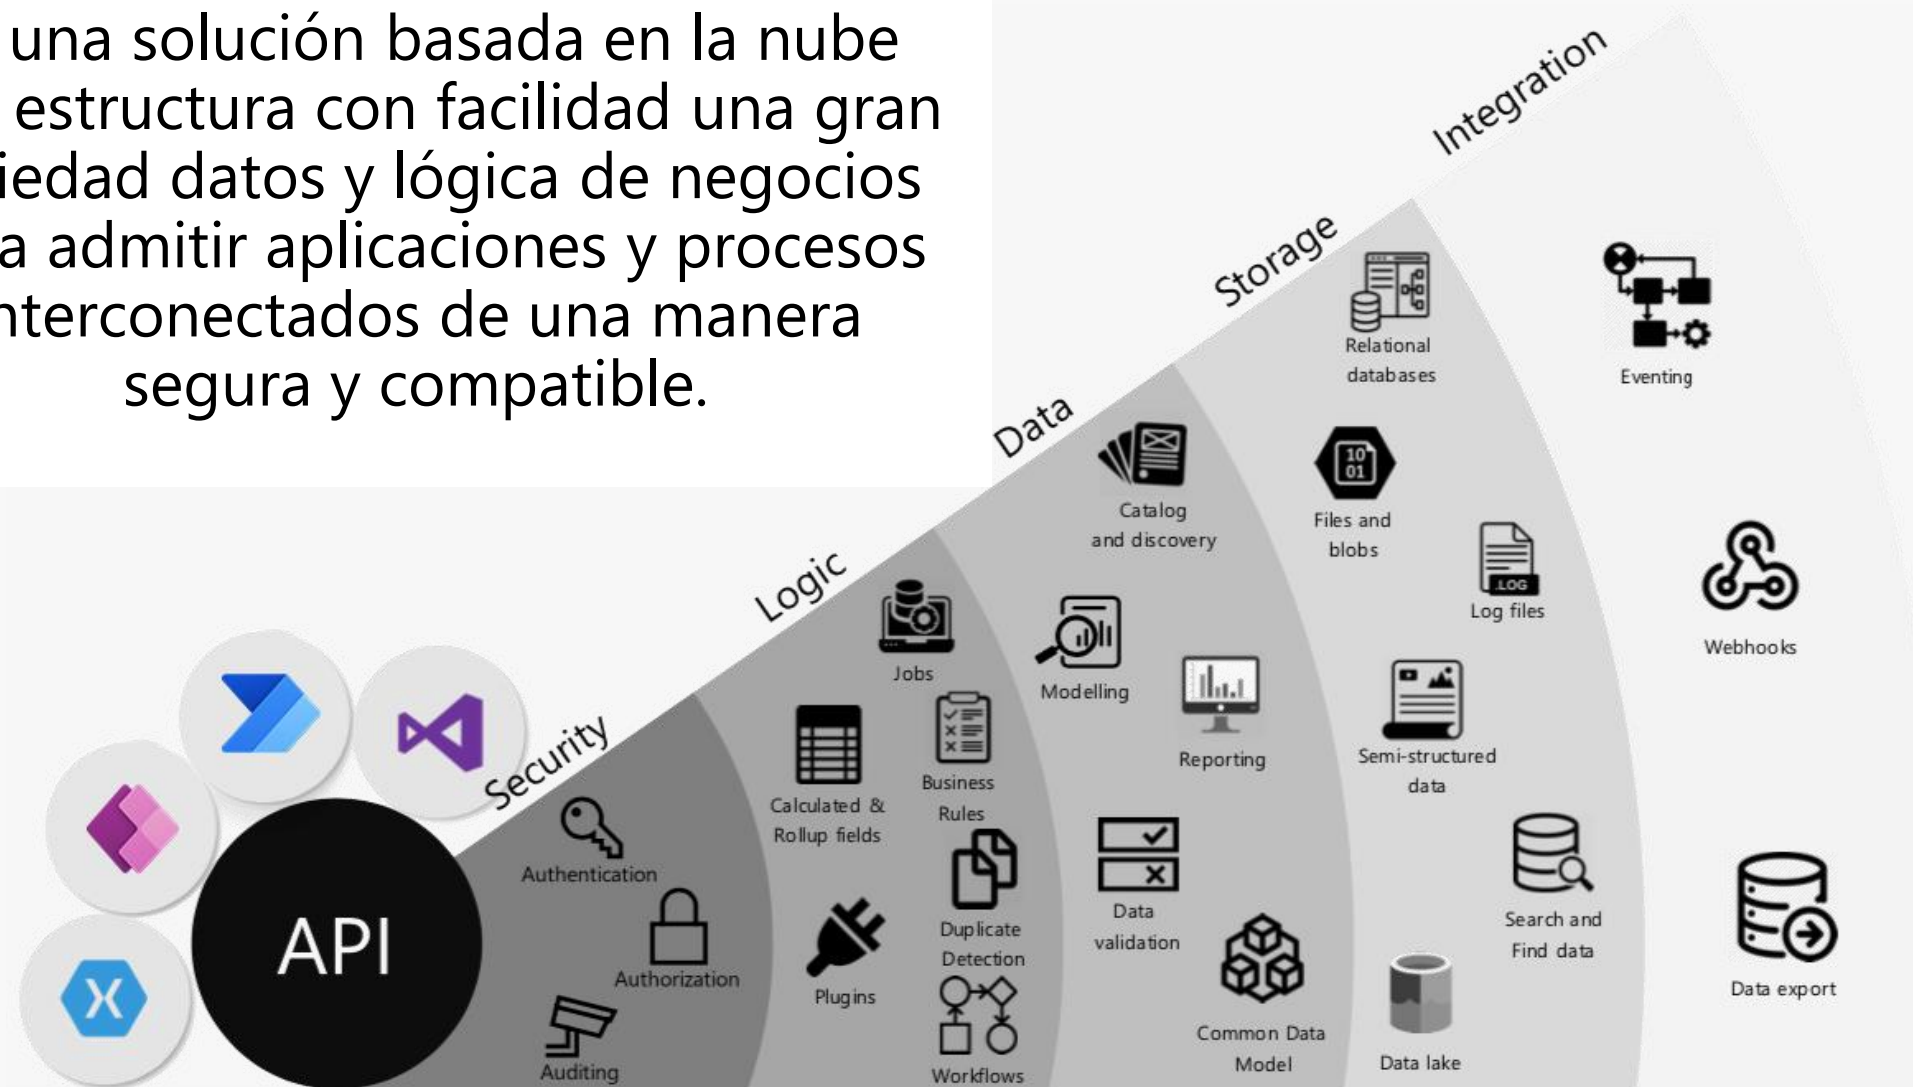 una solución basada en la nube
estructura con facilidad una gran
iedad datos y lógica de negocios
a admitir aplicaciones y procesos
nterconectados de una manera
segura y compatible.
Integration
Storage
Data
Logic
Security
API
Authentication
Authorization
Auditing
Jobs
Calculated &
Rollup fields
Business
Rules
Plugins
Duplicate
Detection
Workflows
Catalog
and discovery
Modelling
Reporting
Data
validation
Common Data
Model
Relational
databases
Files and
blobs
10
01
.LOG
Log files
Semi-structured
data
Search and
Find data
Data lake
Eventing
Webhooks
Data export